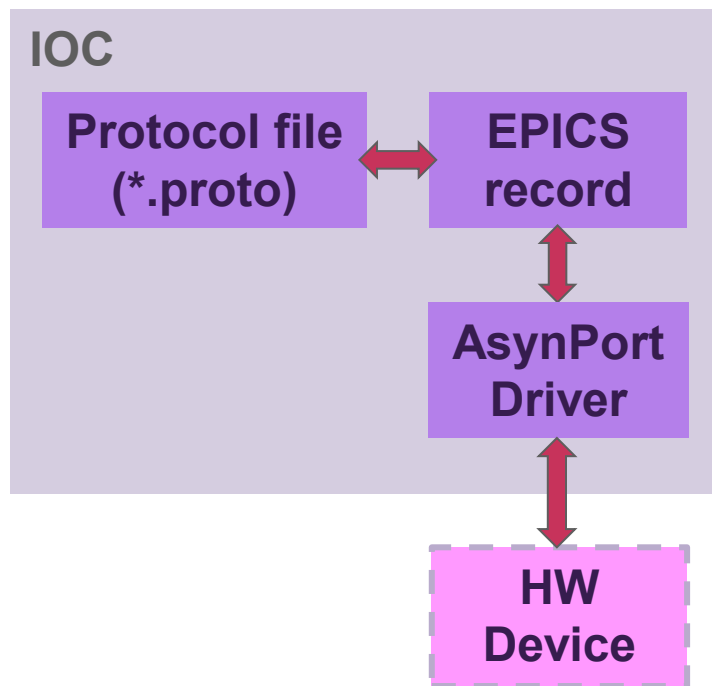 IOC
Protocol file
(*.proto)
EPICS
record
AsynPort
Driver
HW
Device